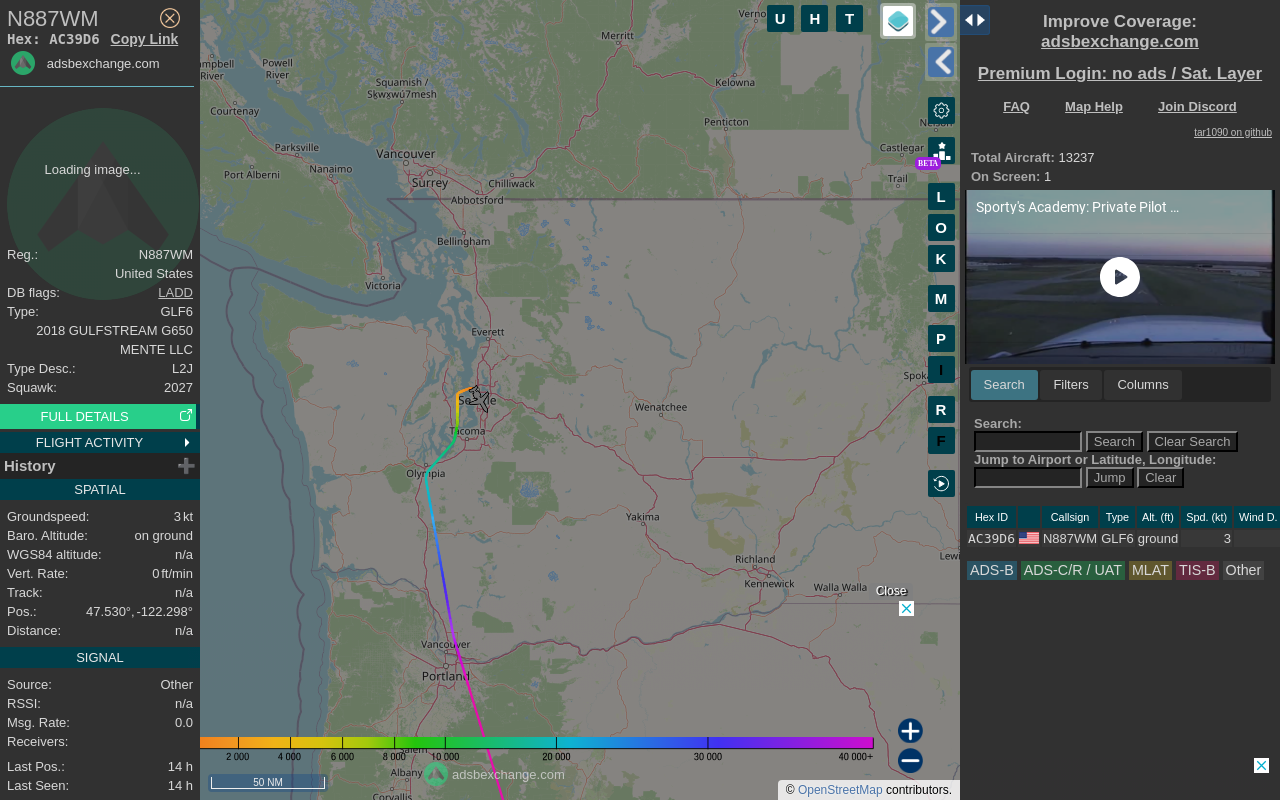 N887WM
Hex: AC39D6 Copy Link
adsbexchange.com
Loading image...
Reg.: N887WM
United States
DB flags: LADD
Type: GLF6
2018 GULFSTREAM G650
MENTE LLC
Type Desc.: L2J
Squawk: 2027
FULL DETAILS
FLIGHT ACTIVITY
History
SPATIAL
Groundspeed: 3 kt
Baro. Altitude: on ground
WGS84 altitude: n/a
Vert. Rate: 0 ft/min
Track: n/a
Pos.: 47.530°, -122.298°
Distance: n/a
SIGNAL
Source: Other
RSSI: n/a
Msg. Rate: 0.0
Receivers:
Last Pos.: 14 h
Last Seen: 14 h
U H T
Merritt
Powell
River
River
Squamish /
Sḵwx̱wú7mesh
Kelowna
Courtenay
Penticton
Parksville
Vancouver
Castlegar
Nanaimo
Port Alberni
Surrey
Chilliwack
Trail
Abbotsford
Bellingham
Victoria
Everett
Wenatchee
Tacoma
Olympia
Yakima
Richland
Kennewick
Walla Walla
Vancouver
Portland
Albany
Corvallis
BETA
L
O
K
M
P
I
R
F
Close
2 000 4 000 6 000 8 000 10 000 20 000 30 000 40 000+
adsbexchange.com
50 NM
© OpenStreetMap contributors.
Improve Coverage:
adsbexchange.com
Premium Login: no ads / Sat. Layer
FAQ Map Help Join Discord
tar1090 on github
Total Aircraft: 13237
On Screen: 1
Sporty's Academy: Private Pilot ...
Search Filters Columns
Search:
Search Clear Search
Jump to Airport or Latitude, Longitude:
Jump Clear
Hex ID Callsign Type Alt. (ft) Spd. (kt) Wind D.
AC39D6 N887WM GLF6 ground 3
ADS-B ADS-C/R / UAT MLAT TIS-B Other